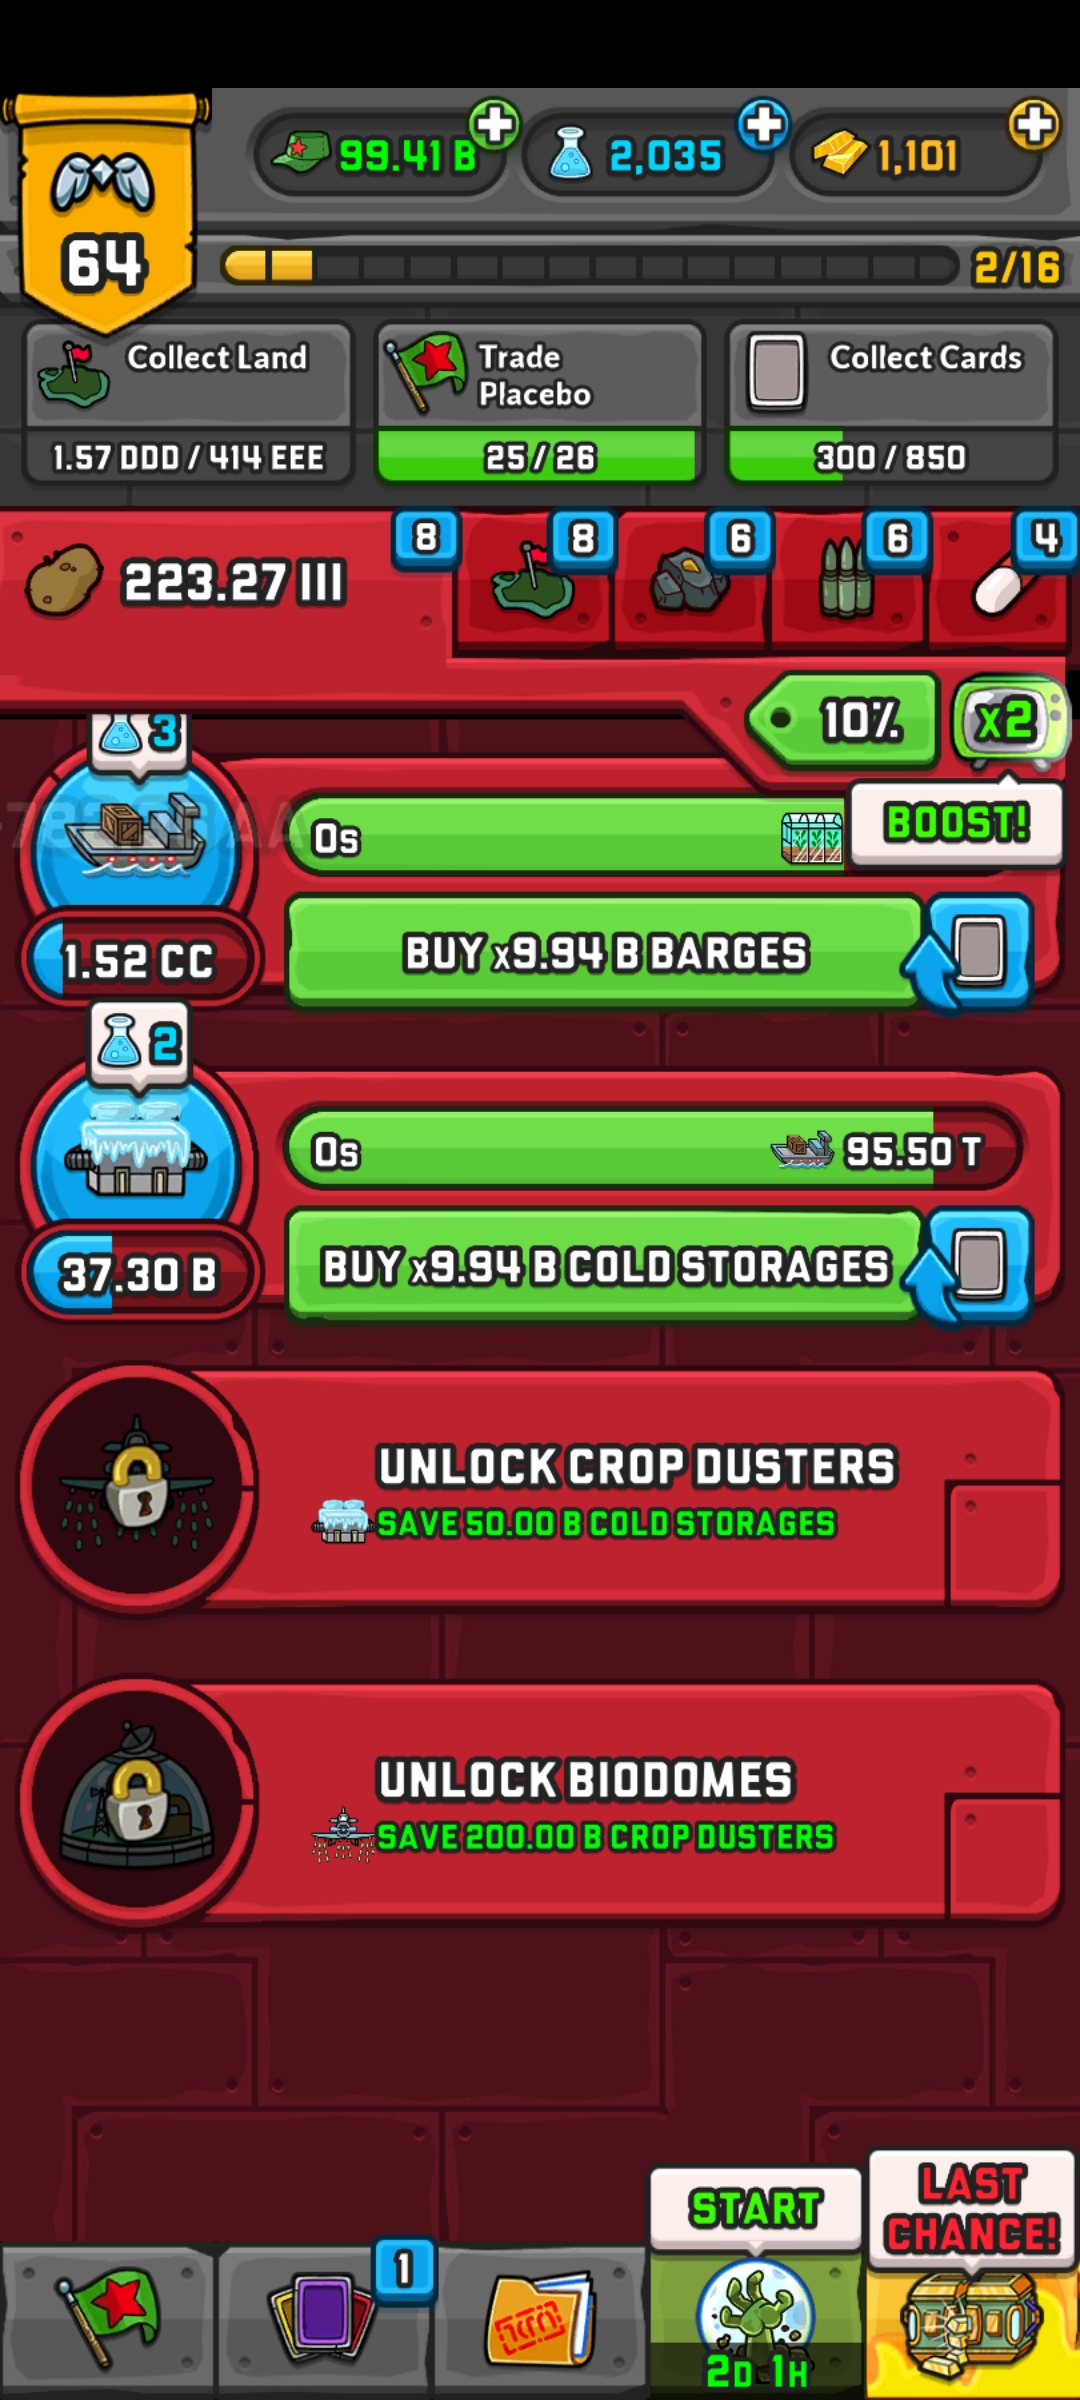 99.41 B
2,035
1,101
64
2/16
Collect Land
1.57 DDD / 414 EEE
Trade
Placebo
25 / 26
Collect Cards
300 / 850
223.27 III
8
8
6
6
4
10%
x2
BOOST!
3
0s
1.52 CC
BUY x9.94 B BARGES
2
0s
95.50 T
37.30 B
BUY x9.94 B COLD STORAGES
UNLOCK CROP DUSTERS
SAVE 50.00 B COLD STORAGES
UNLOCK BIODOMES
SAVE 200.00 B CROP DUSTERS
1
START
2D 1H
LAST
CHANCE!